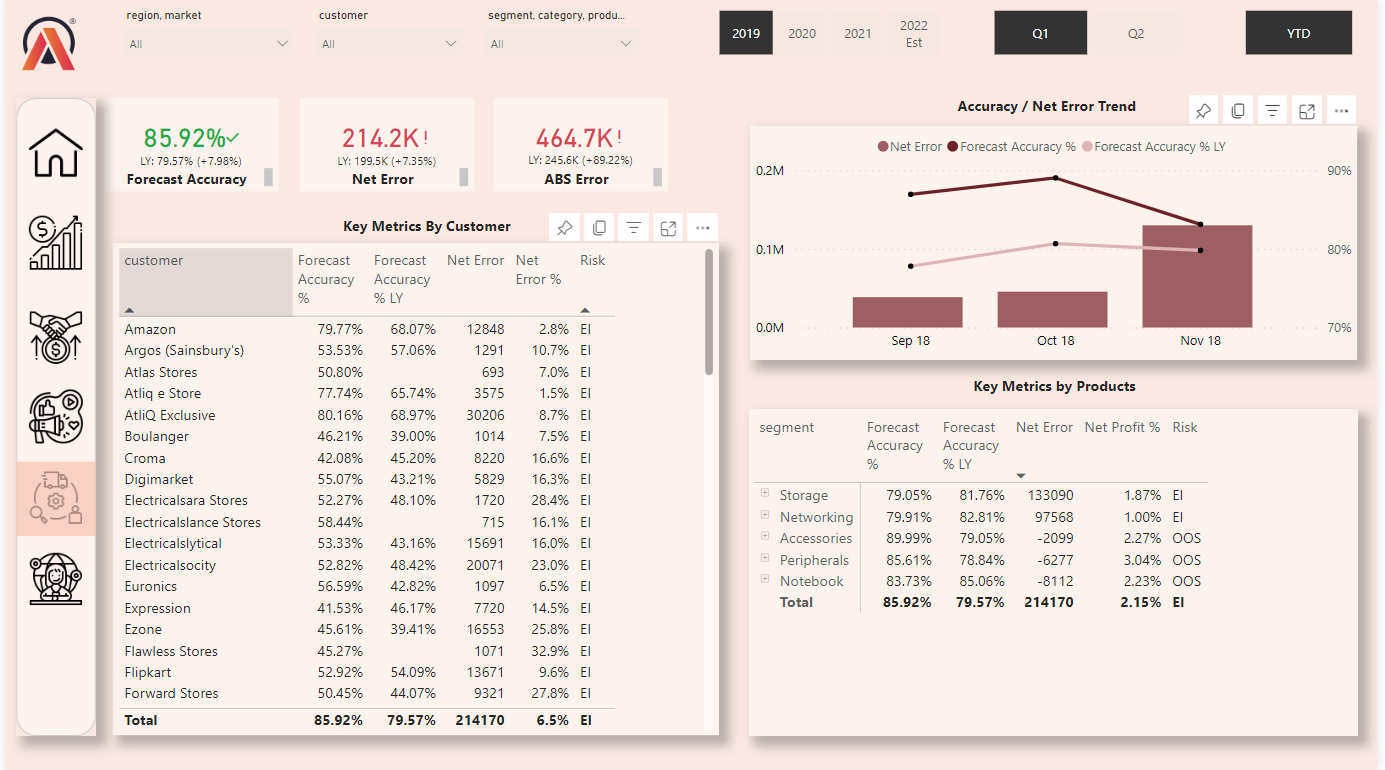 region, market
customer
segment, category, produ...
All
All
All
2019
2020
2021
2022
Est
Q1
Q2
YTD
85.92%
LY: 79.57% (+7.98%)
Forecast Accuracy
214.2K!
LY: 199.5K (+7.35%)
Net Error
464.7K!
LY: 245.6K (+89.22%)
ABS Error
Key Metrics By Customer
customer Forecast Accuracy % Forecast Accuracy % LY Net Error Net Error % Risk
Amazon 79.77% 68.07% 12848 2.8% EI
Argos (Sainsbury's) 53.53% 57.06% 1291 10.7% EI
Atlas Stores 50.80% 693 7.0% EI
Atliq e Store 77.74% 65.74% 3575 1.5% EI
AtliQ Exclusive 80.16% 68.97% 30206 8.7% EI
Boulanger 46.21% 39.00% 1014 7.5% EI
Croma 42.08% 45.20% 8220 16.6% EI
Digimarket 55.07% 43.21% 5829 16.3% EI
Electricalsara Stores 52.27% 48.10% 1720 28.4% EI
Electricalslance Stores 58.44% 715 16.1% EI
Electricalslytical 53.33% 43.16% 15691 16.0% EI
Electricalsocity 52.82% 48.42% 20071 23.0% EI
Euronics 56.59% 42.82% 1097 6.5% EI
Expression 41.53% 46.17% 7720 14.5% EI
Ezone 45.61% 39.41% 16553 25.8% EI
Flawless Stores 45.27% 1071 32.9% EI
Flipkart 52.92% 54.09% 13671 9.6% EI
Forward Stores 50.45% 44.07% 9321 27.8% EI
Total 85.92% 79.57% 214170 6.5% EI
Accuracy / Net Error Trend
Net Error Forecast Accuracy % Forecast Accuracy % LY
0.2M 90%
0.1M 80%
0.0M 70%
Sep 18 Oct 18 Nov 18
Key Metrics by Products
segment Forecast Accuracy % Forecast Accuracy % LY Net Error Net Profit % Risk
Storage 79.05% 81.76% 133090 1.87% EI
Networking 79.91% 82.81% 97568 1.00% EI
Accessories 89.99% 79.05% -2099 2.27% OOS
Peripherals 85.61% 78.84% -6277 3.04% OOS
Notebook 83.73% 85.06% -8112 2.23% OOS
Total 85.92% 79.57% 214170 2.15% EI